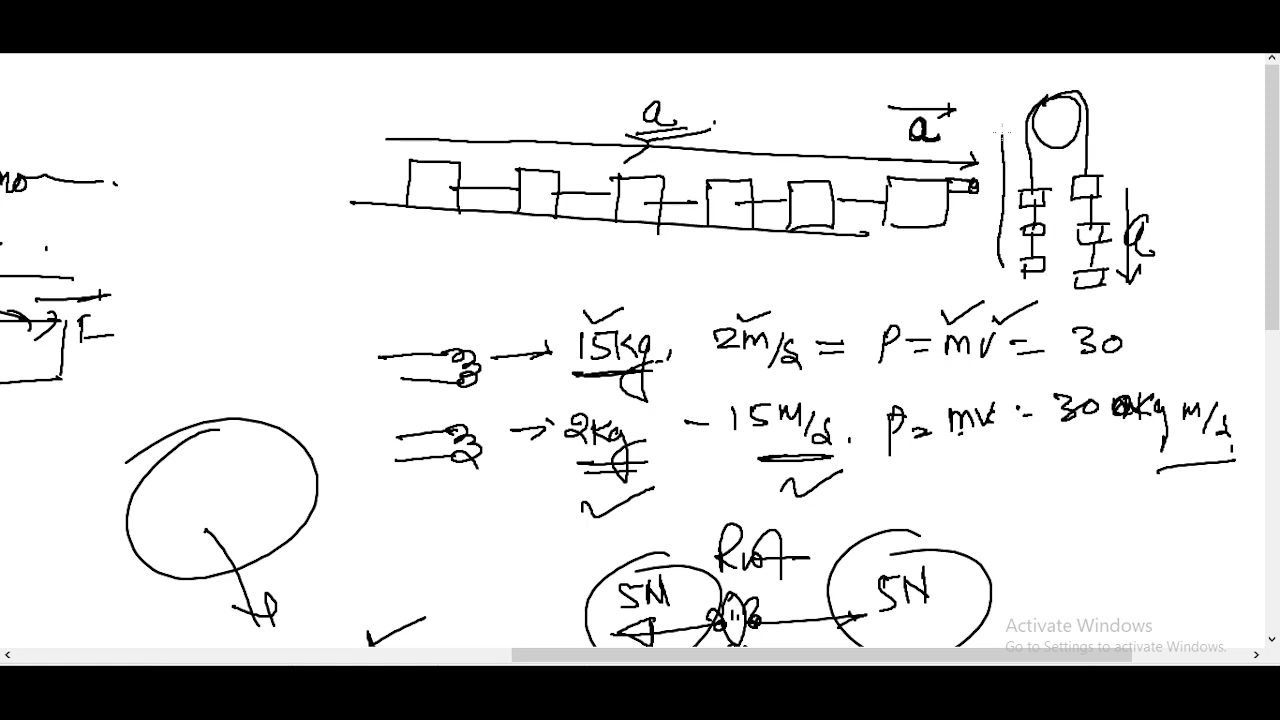 a
a
a
15kg, 2m/s = P = mv = 30
2kg - 15m/s. P = mv = 30 kg m/s
F
5N
5N
Activate Windows
Go to Settings to activate Windows.